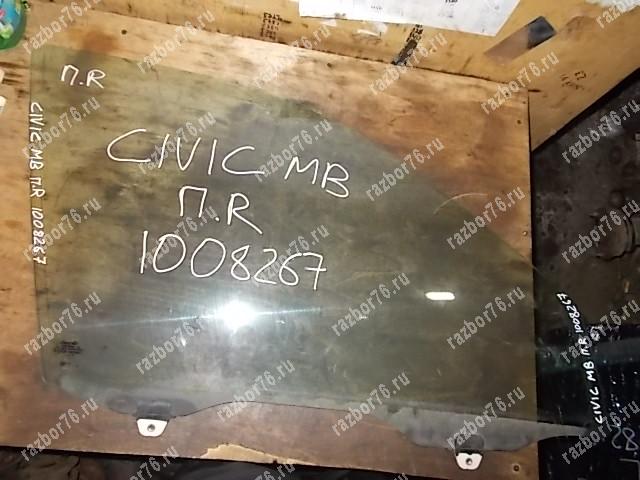 П.R
CIVIC MB
П.R
1008267
CIVIC MB П.R 1008267
CIVIC MB П.R 1008267
razbor76.ru